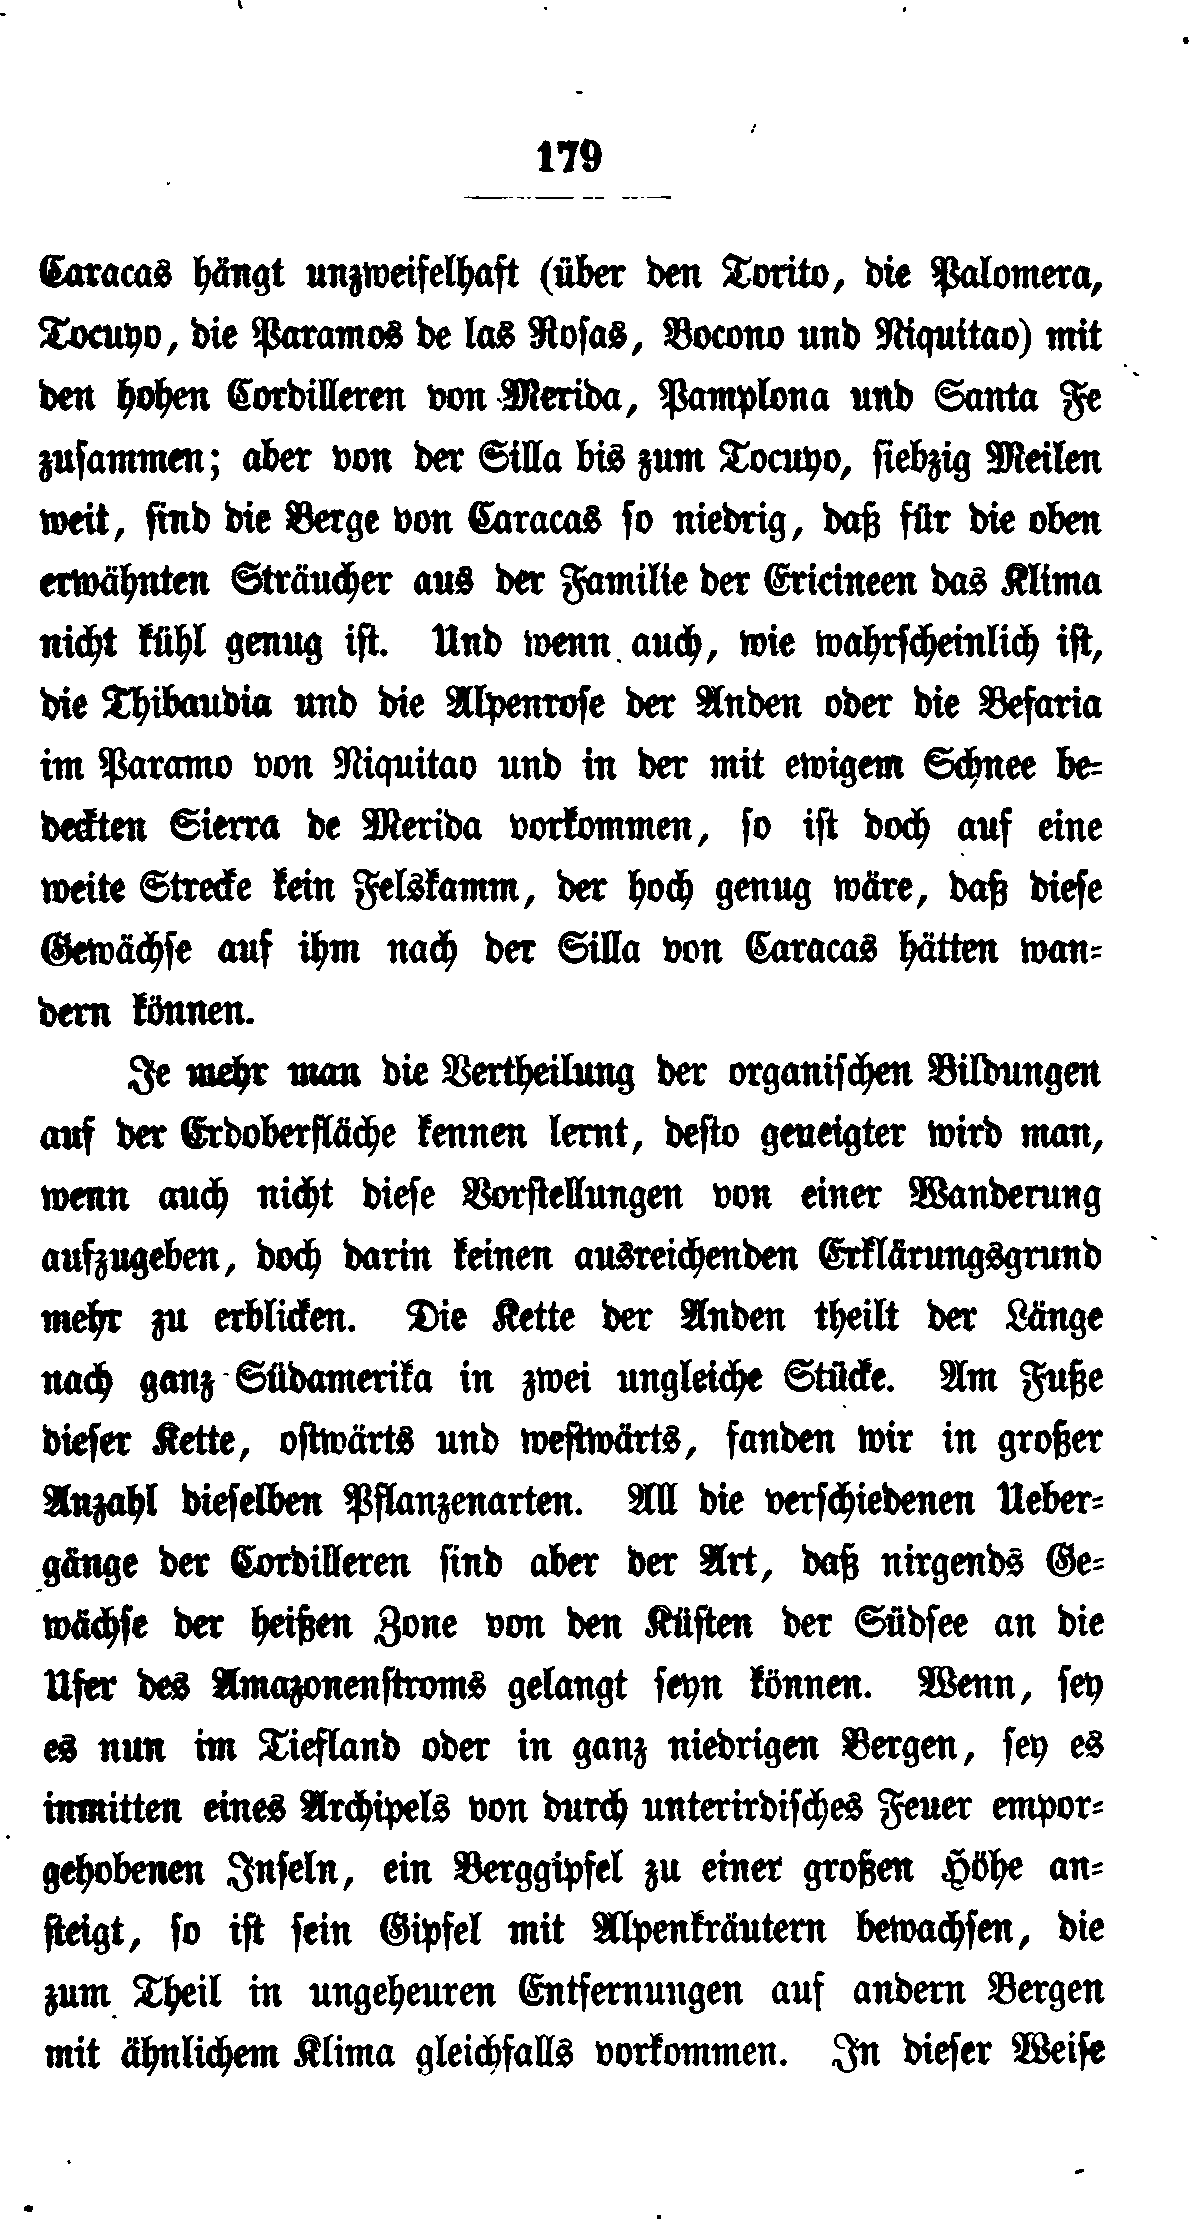 179
Caracas hängt unzweifelhaft (über den Torito, die Palomera,
Tocuyo, die Paramos de las Rosas, Bocono und Niquitao) mit
den hohen Cordilleren von Merida, Pamplona und Santa Fe
zusammen; aber von der Silla bis zum Tocuyo, siebzig Meilen
weit, sind die Berge von Caracas so niedrig, daß für die oben
erwähnten Sträucher aus der Familie der Ericineen das Klima
nicht kühl genug ist. Und wenn auch, wie wahrscheinlich ist,
die Thibaudia und die Alpenrose der Anden oder die Befaria
im Paramo von Niquitao und in der mit ewigem Schnee be-
deckten Sierra de Merida vorkommen, so ist doch auf eine
weite Strecke kein Felskamm, der hoch genug wäre, daß diese
Gewächse auf ihm nach der Silla von Caracas hätten wan-
dern können.
Je mehr man die Vertheilung der organischen Bildungen
auf der Erdoberfläche kennen lernt, desto geneigter wird man,
wenn auch nicht diese Vorstellungen von einer Wanderung
aufzugeben, doch darin keinen ausreichenden Erklärungsgrund
mehr zu erblicken. Die Kette der Anden theilt der Länge
nach ganz Südamerika in zwei ungleiche Stücke. Am Fuße
dieser Kette, ostwärts und westwärts, fanden wir in großer
Anzahl dieselben Pflanzenarten. All die verschiedenen Ueber-
gänge der Cordilleren sind aber der Art, daß nirgends Ge-
wächse der heißen Zone von den Küsten der Südsee an die
Ufer des Amazonenstroms gelangt seyn können. Wenn, sey
es nun im Tiefland oder in ganz niedrigen Bergen, sey es
inmitten eines Archipels von durch unterirdisches Feuer empor-
gehobenen Inseln, ein Berggipfel zu einer großen Höhe an-
steigt, so ist sein Gipfel mit Alpenkräutern bewachsen, die
zum Theil in ungeheuren Entfernungen auf andern Bergen
mit ähnlichem Klima gleichfalls vorkommen. In dieser Weise